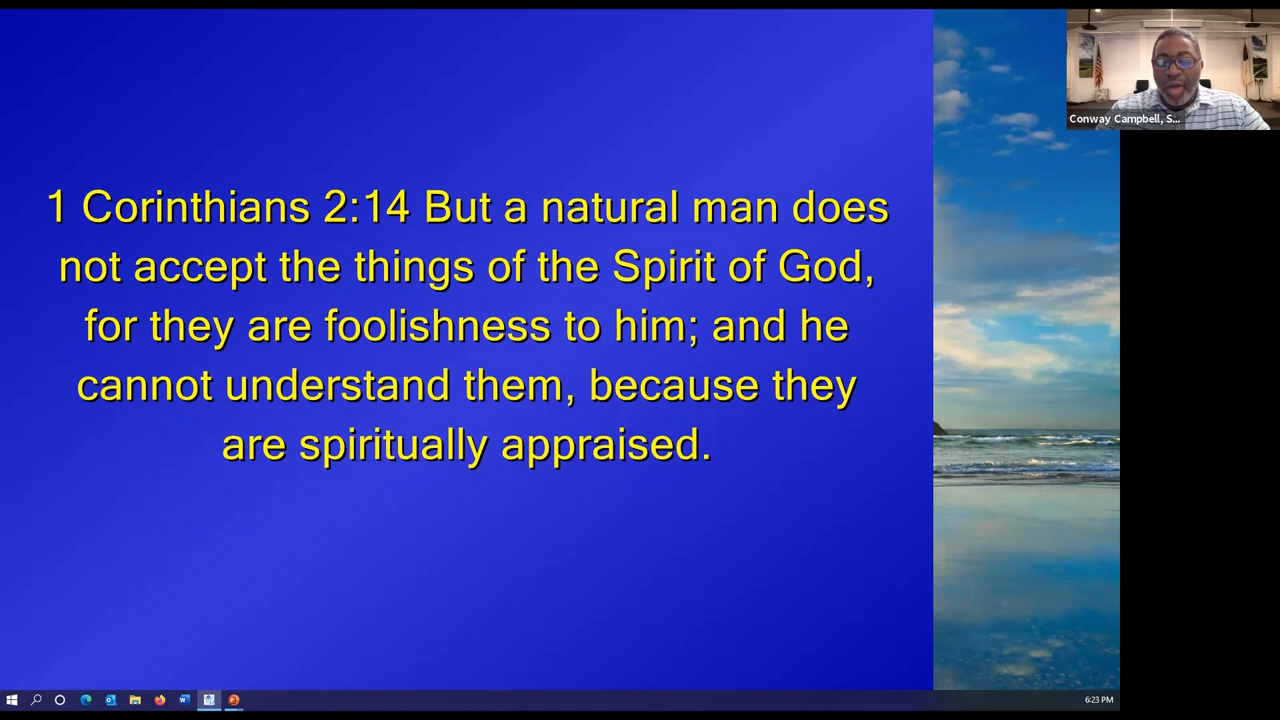 Conway Campbell, S...
1 Corinthians 2:14 But a natural man does
not accept the things of the Spirit of God,
for they are foolishness to him; and he
cannot understand them, because they
are spiritually appraised.
6:23 PM